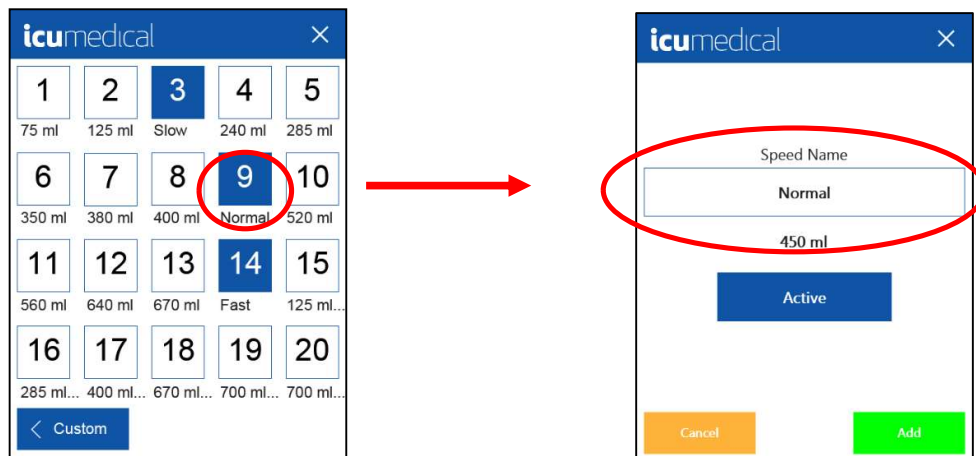 icumedical
1 2 3 4 5
75 ml 125 ml Slow 240 ml 285 ml
6 7 8 9 10
350 ml 380 ml 400 ml Normal 520 ml
11 12 13 14 15
560 ml 640 ml 670 ml Fast 125 ml...
16 17 18 19 20
285 ml... 400 ml... 670 ml... 700 ml... 700 ml...
< Custom
icumedical
Speed Name
Normal
450 ml
Active
Cancel Add